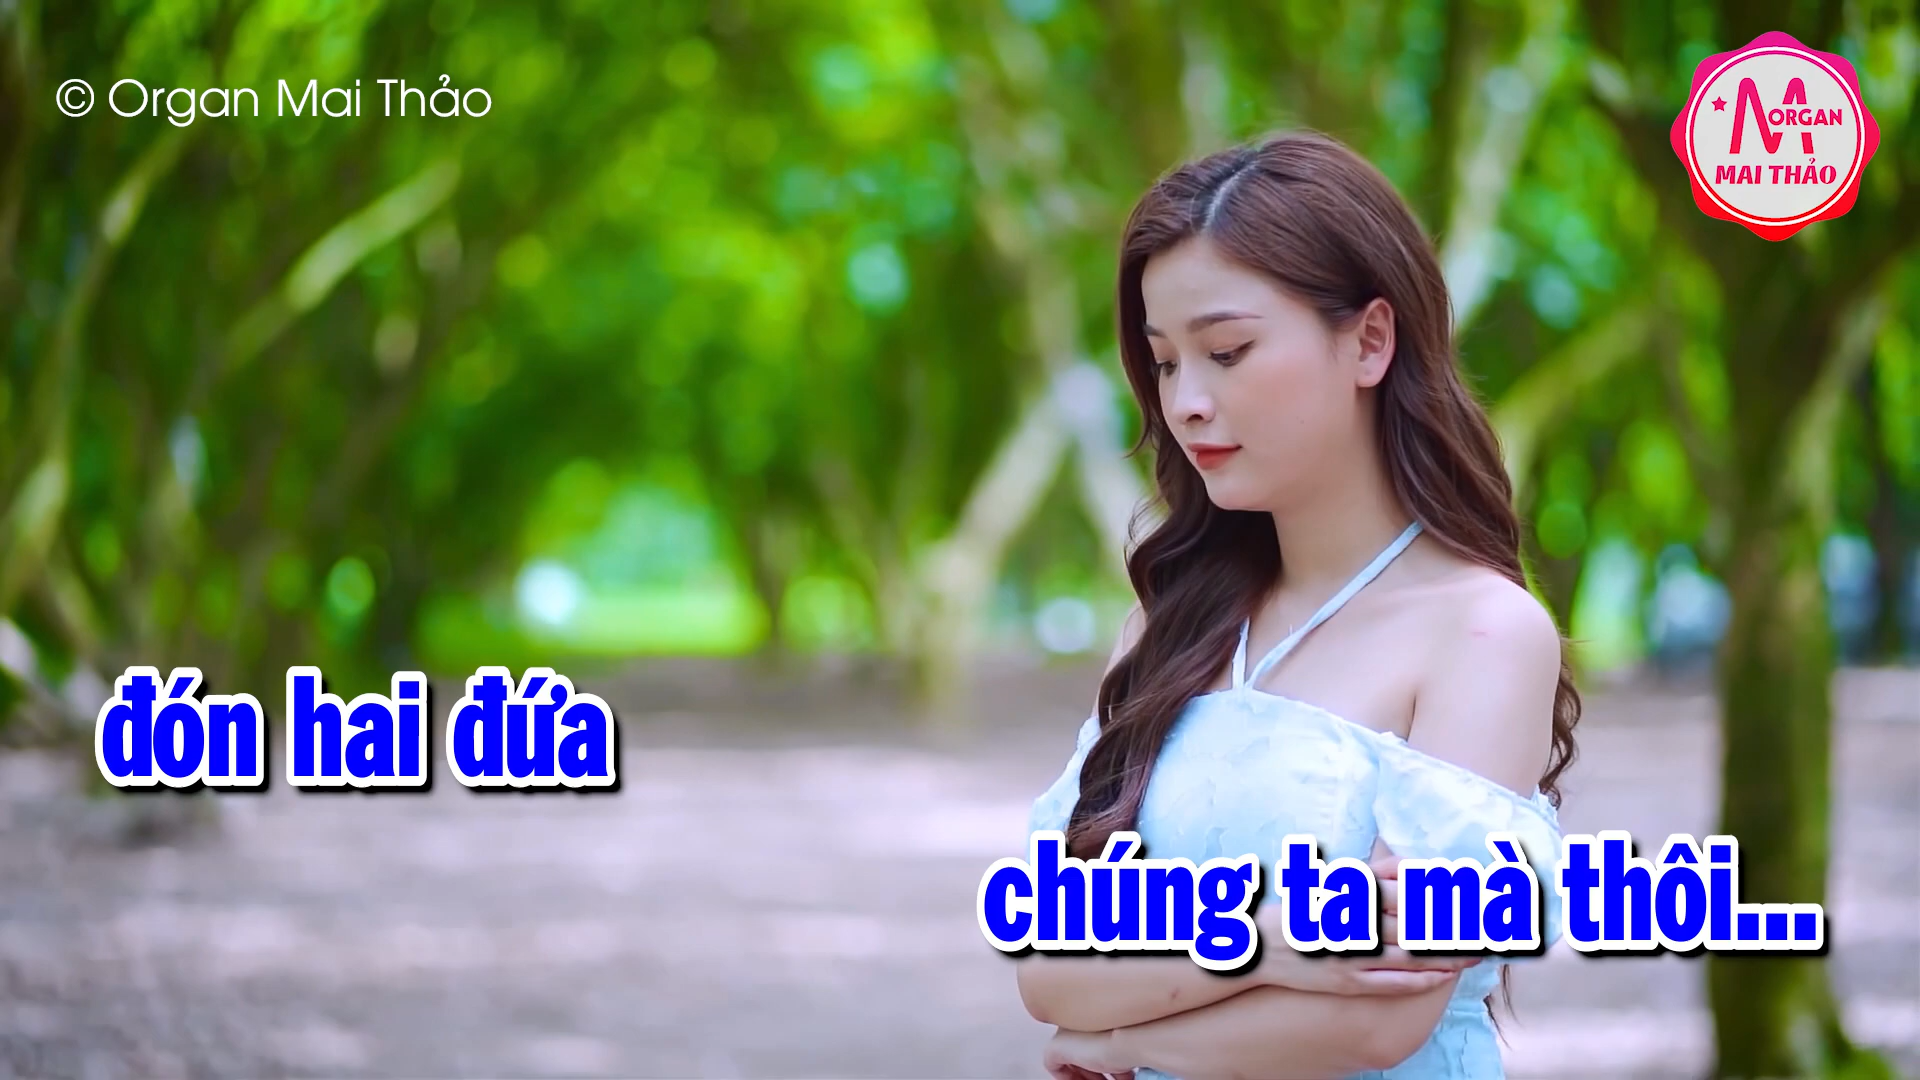 © Organ Mai Thảo
ORGAN
MAI THẢO
đón hai đứa
chúng ta mà thôi...